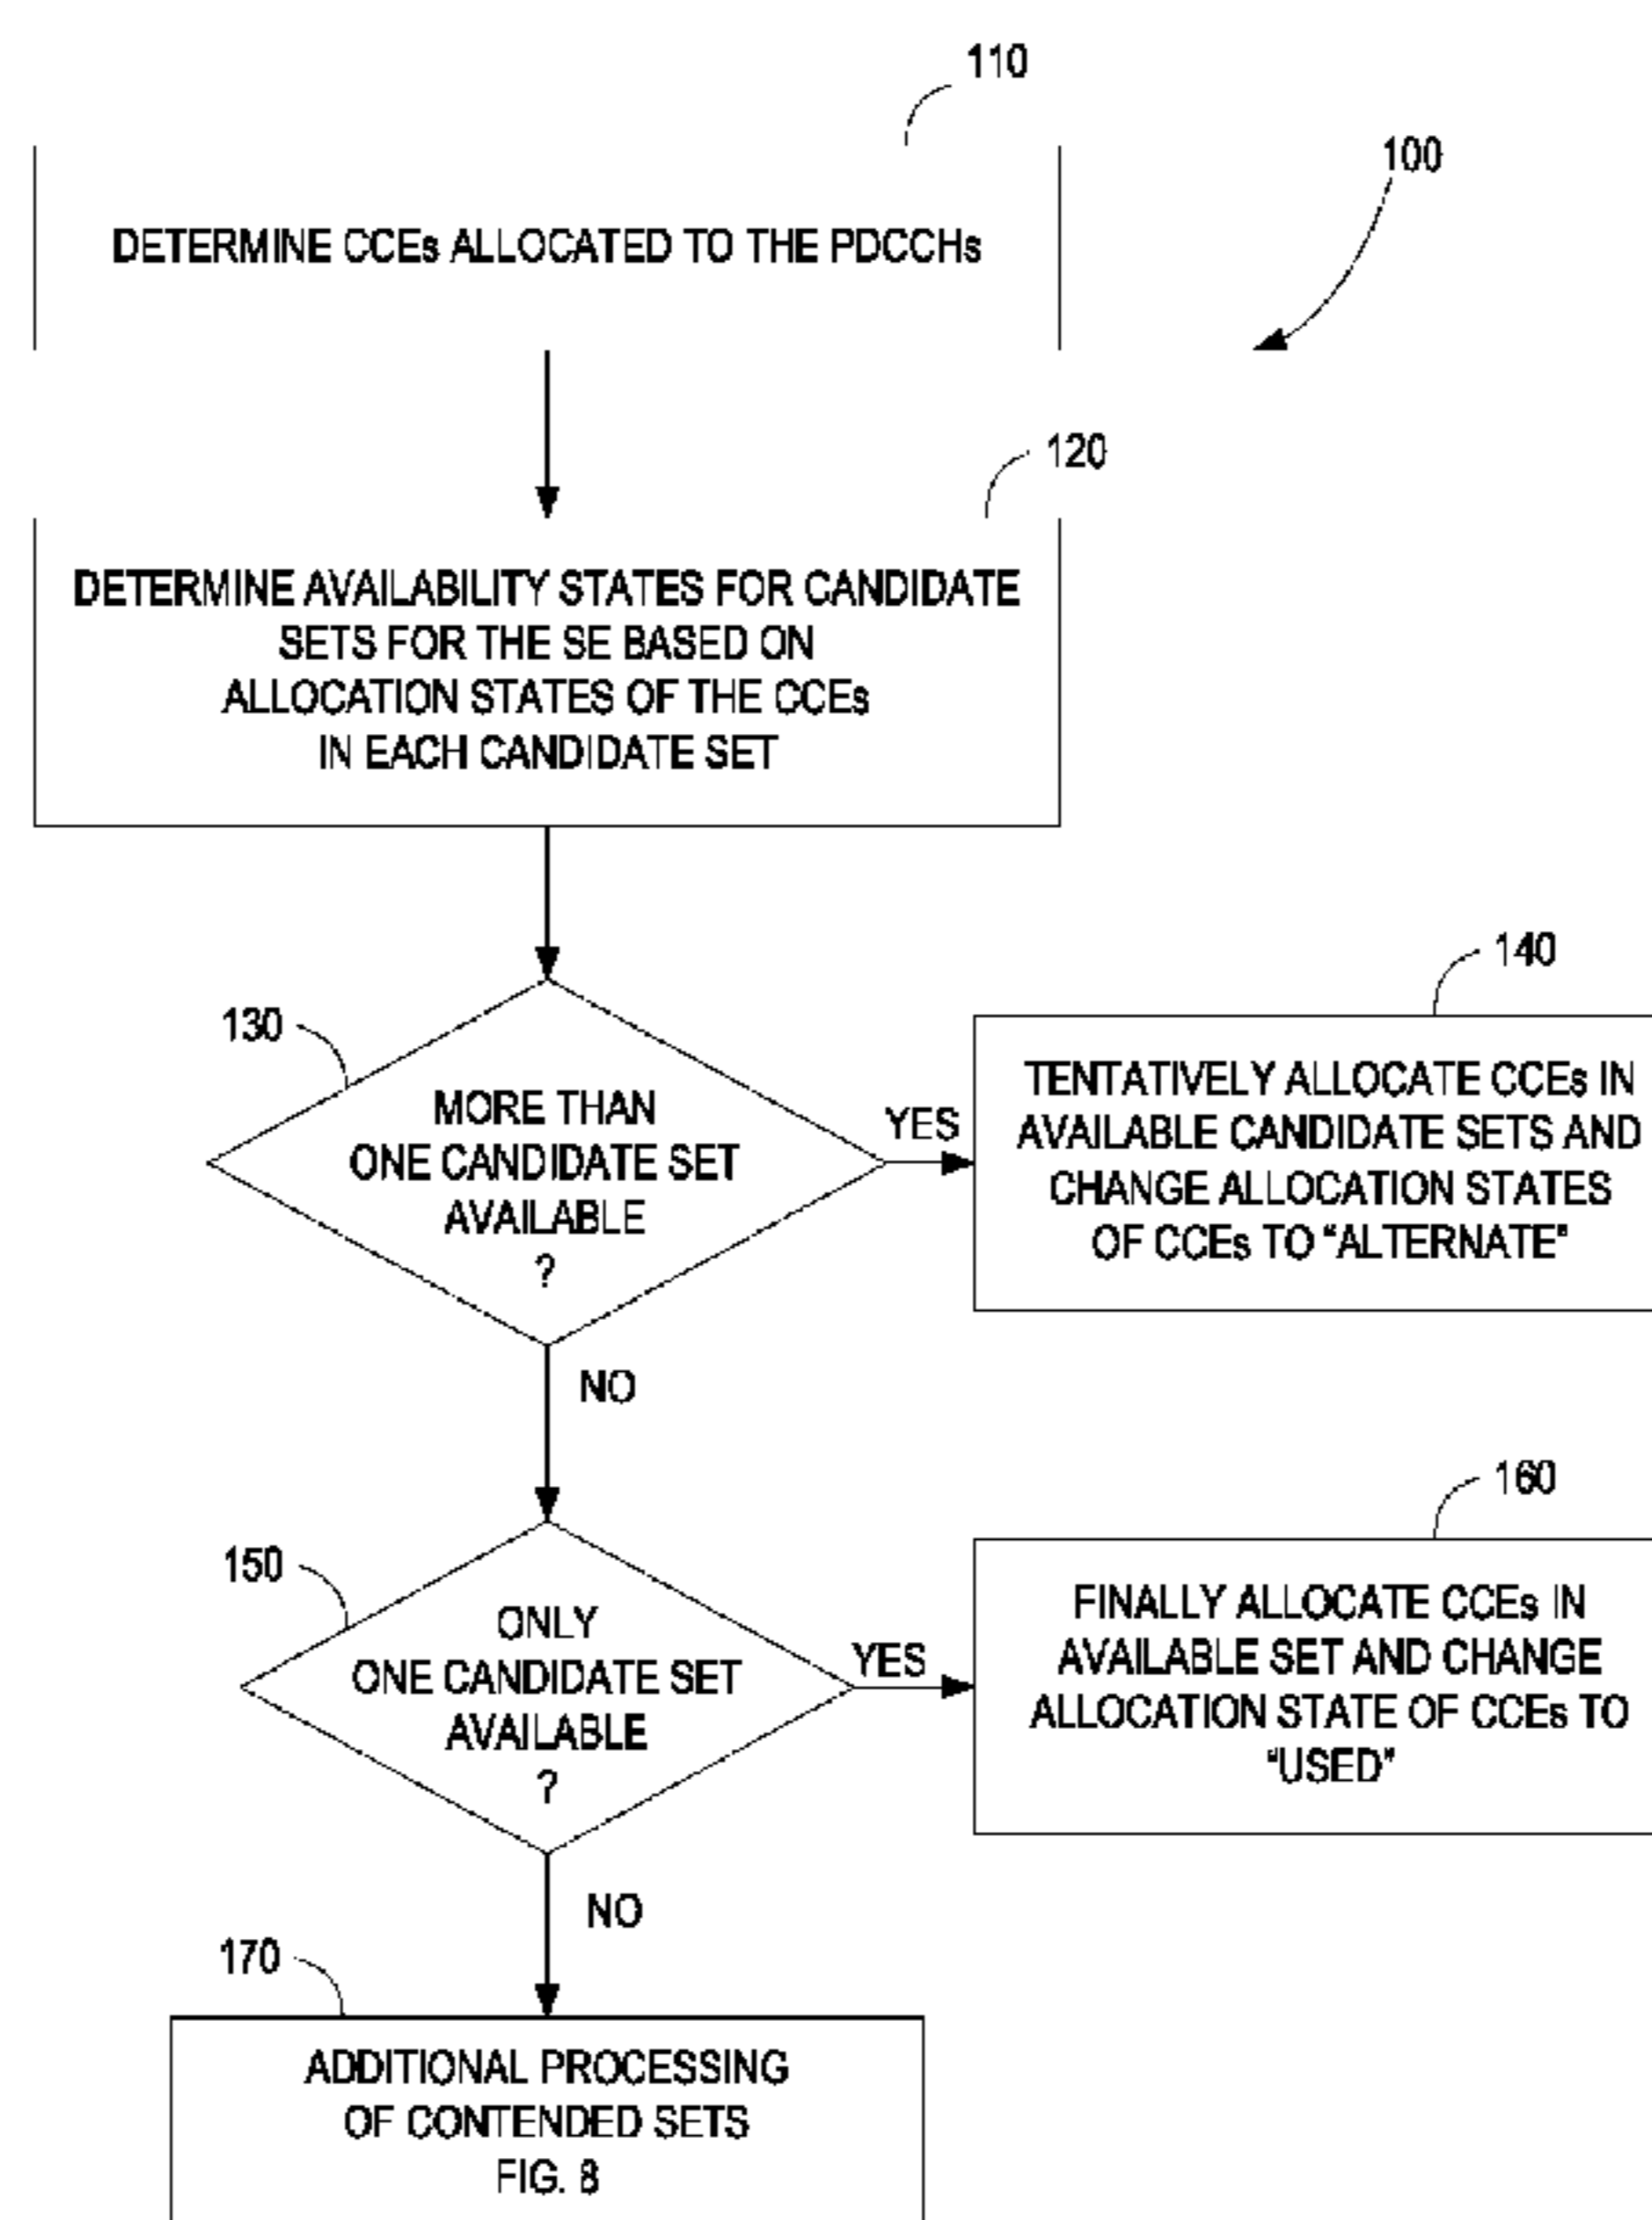 110
100
DETERMINE CCEs ALLOCATED TO THE PDCCHs
120
DETERMINE AVAILABILITY STATES FOR CANDIDATE
SETS FOR THE SE BASED ON
ALLOCATION STATES OF THE CCEs
IN EACH CANDIDATE SET
130
MORE THAN
ONE CANDIDATE SET
AVAILABLE
?
YES
140
TENTATIVELY ALLOCATE CCEs IN
AVAILABLE CANDIDATE SETS AND
CHANGE ALLOCATION STATES
OF CCEs TO “ALTERNATE”
NO
150
ONLY
ONE CANDIDATE SET
AVAILABLE
?
YES
160
FINALLY ALLOCATE CCEs IN
AVAILABLE SET AND CHANGE
ALLOCATION STATE OF CCEs TO
“USED”
NO
170
ADDITIONAL PROCESSING
OF CONTENDED SETS
FIG. 8